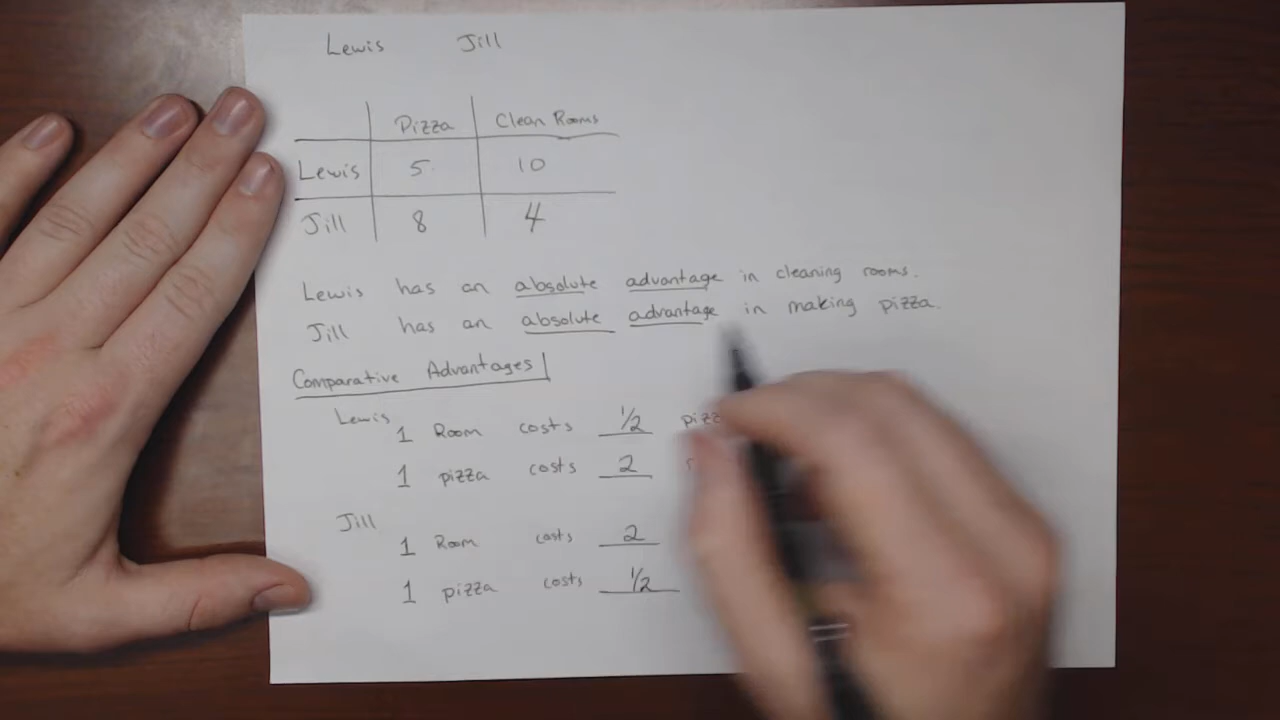 Lewis Jill
Pizza Clean Rooms
Lewis 5 10
Jill 8 4
Lewis has an absolute advantage in cleaning rooms.
Jill has an absolute advantage in making pizza.
Comparative Advantages
Lewis
1 Room costs 1/2
1 pizza costs 2
Jill
1 Room costs 2
1 pizza costs 1/2